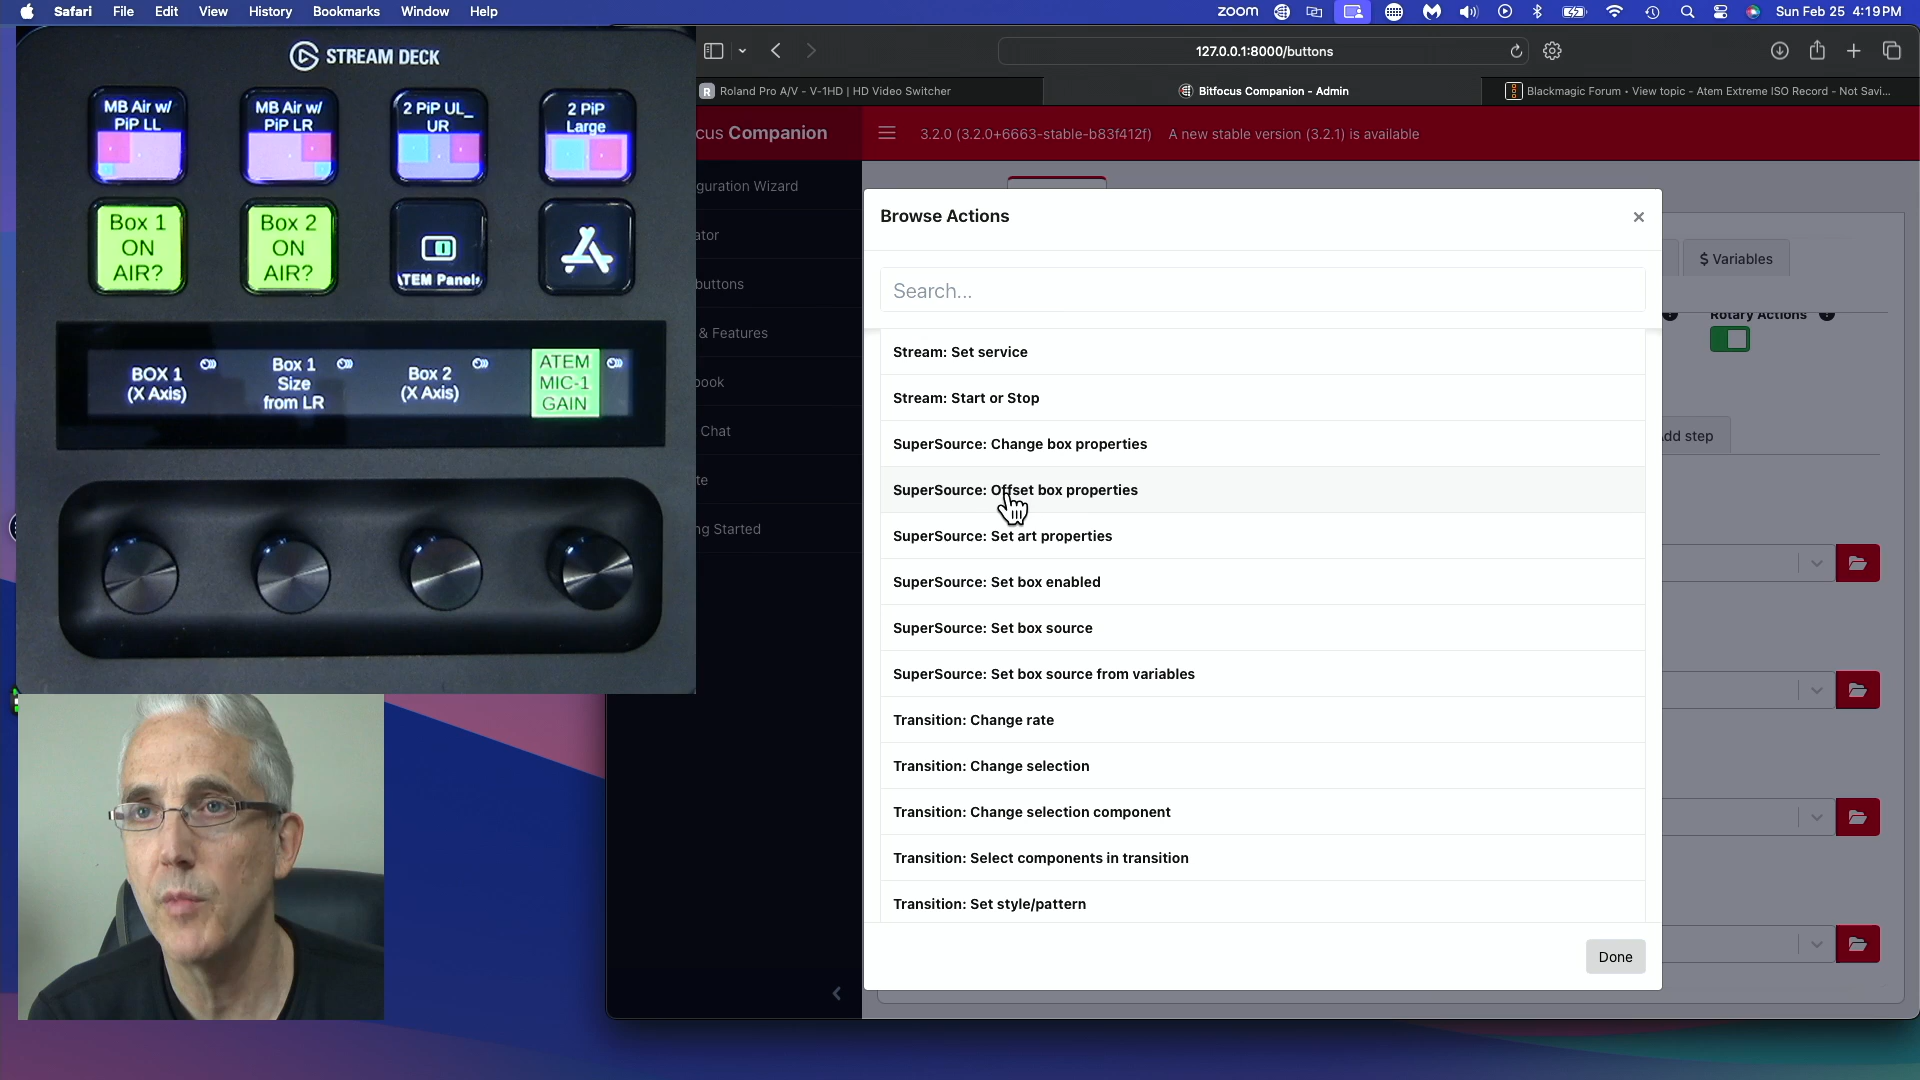 Safari File Edit View History Bookmarks Window Help
zoom
Sun Feb 25 4:19 PM
STREAM DECK
MB Air w/
PiP LL
MB Air w/
PiP LR
2 PiP UL_
UR
2 PiP
Large
Box 1
ON
AIR?
Box 2
ON
AIR?
ATEM Panels
BOX 1
(X Axis)
Box 1
Size
from LR
Box 2
(X Axis)
ATEM
MIC-1
GAIN
127.0.0.1:8000/buttons
R Roland Pro A/V - V-1HD | HD Video Switcher
Bitfocus Companion - Admin
Blackmagic Forum • View topic - Atem Extreme ISO Record - Not Savi...
cus Companion
3.2.0 (3.2.0+6663-stable-b83f412f) A new stable version (3.2.1) is available
guration Wizard
ator
buttons
& Features
ook
Chat
te
ng Started
$ Variables
Rotary Actions
dd step
Browse Actions
×
Search...
Stream: Set service
Stream: Start or Stop
SuperSource: Change box properties
SuperSource: Offset box properties
SuperSource: Set art properties
SuperSource: Set box enabled
SuperSource: Set box source
SuperSource: Set box source from variables
Transition: Change rate
Transition: Change selection
Transition: Change selection component
Transition: Select components in transition
Transition: Set style/pattern
Done